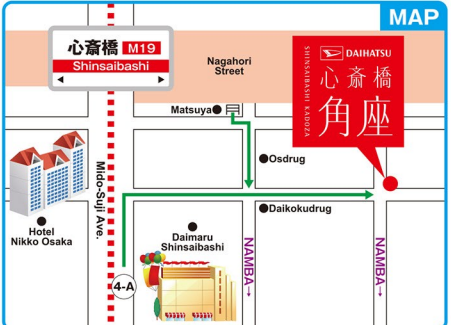 MAP
心斎橋 M19
Shinsaibashi
Nagahori
Street
DAIHATSU
SHINSAIBASHI KADOZA
心斎橋
角座
Matsuya
Osdrug
Mido-Suji Ave.
Daikokudrug
Hotel
Nikko Osaka
Daimaru
Shinsaibashi
NAMBA→
NAMBA→
4-A